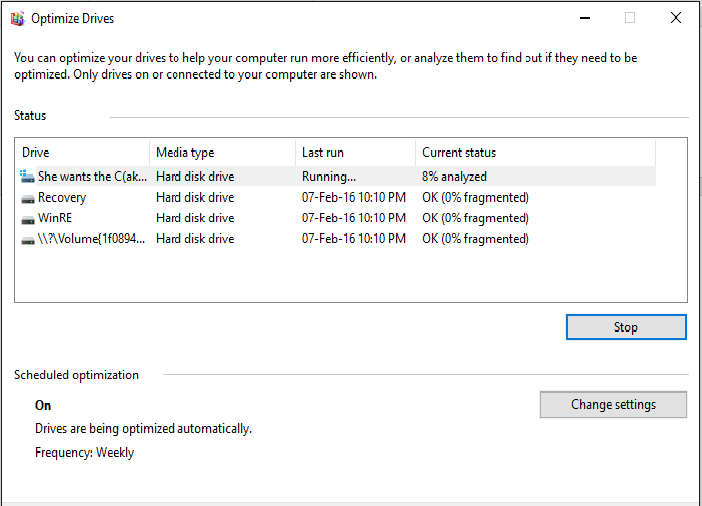 Optimize Drives
You can optimize your drives to help your computer run more efficiently, or analyze them to find out if they need to be
optimized. Only drives on or connected to your computer are shown.
Status
Drive Media type Last run Current status
She wants the C(ak... Hard disk drive Running... 8% analyzed
Recovery Hard disk drive 07-Feb-16 10:10 PM OK (0% fragmented)
WinRE Hard disk drive 07-Feb-16 10:10 PM OK (0% fragmented)
\\?\Volume{1f0894... Hard disk drive 07-Feb-16 10:10 PM OK (0% fragmented)
Stop
Scheduled optimization
On
Change settings
Drives are being optimized automatically.
Frequency: Weekly